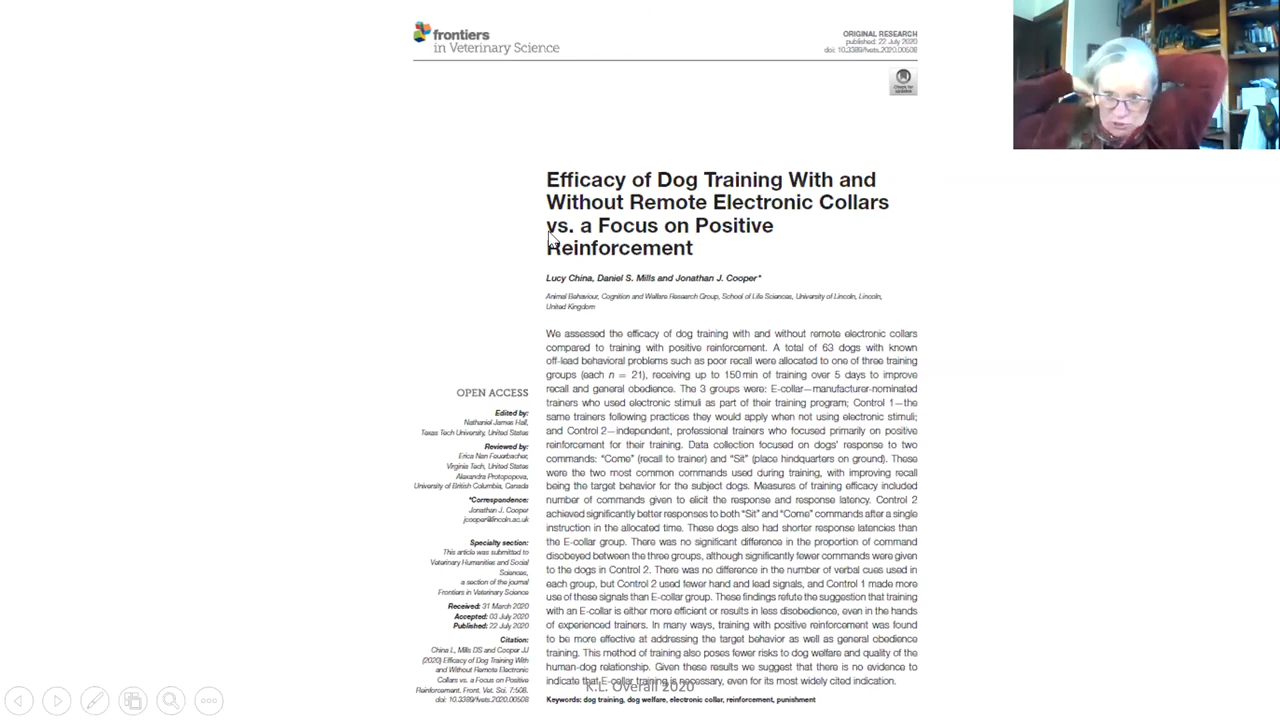 frontiers
in Veterinary Science
ORIGINAL RESEARCH
published: 22 July 2020
doi: 10.3389/fvets.2020.00508
Check for
updates
Efficacy of Dog Training With and
Without Remote Electronic Collars
vs. a Focus on Positive
Reinforcement
Lucy China, Daniel S. Mills and Jonathan J. Cooper*
Animal Behaviour, Cognition and Welfare Research Group, School of Life Sciences, University of Lincoln, Lincoln,
United Kingdom
We assessed the efficacy of dog training with and without remote electronic collars
compared to training with positive reinforcement. A total of 63 dogs with known
off-lead behavioral problems such as poor recall were allocated to one of three training
groups (each n = 21), receiving up to 150 min of training over 5 days to improve
recall and general obedience. The 3 groups were: E-collar—manufacturer-nominated
trainers who used electronic stimuli as part of their training program; Control 1—the
same trainers following practices they would apply when not using electronic stimuli;
and Control 2—independent, professional trainers who focused primarily on positive
reinforcement for their training. Data collection focused on dogs' response to two
commands: "Come" (recall to trainer) and "Sit" (place hindquarters on ground). These
were the two most common commands used during training, with improving recall
being the target behavior for the subject dogs. Measures of training efficacy included
number of commands given to elicit the response and response latency. Control 2
achieved significantly better responses to both "Sit" and "Come" commands after a single
instruction in the allocated time. These dogs also had shorter response latencies than
the E-collar group. There was no significant difference in the proportion of command
disobeyed between the three groups, although significantly fewer commands were given
to the dogs in Control 2. There was no difference in the number of verbal cues used in
each group, but Control 2 used fewer hand and lead signals, and Control 1 made more
use of these signals than E-collar group. These findings refute the suggestion that training
with an E-collar is either more efficient or results in less disobedience, even in the hands
of experienced trainers. In many ways, training with positive reinforcement was found
to be more effective at addressing the target behavior as well as general obedience
training. This method of training also poses fewer risks to dog welfare and quality of the
human-dog relationship. Given these results we suggest that there is no evidence to
indicate that E-collar training is necessary, even for its most widely cited indication.
Keywords: dog training, dog welfare, electronic collar, reinforcement, punishment
OPEN ACCESS
Edited by:
Nathaniel James Hall,
Texas Tech University, United States
Reviewed by:
Erica Nan Feuerbacher,
Virginia Tech, United States
Alexandra Protopopova,
University of British Columbia, Canada
*Correspondence:
Jonathan J. Cooper
jcooper@lincoln.ac.uk
Specialty section:
This article was submitted to
Veterinary Humanities and Social
Sciences,
a section of the journal
Frontiers in Veterinary Science
Received: 31 March 2020
Accepted: 03 July 2020
Published: 22 July 2020
Citation:
China L, Mills DS and Cooper JJ
(2020) Efficacy of Dog Training With
and Without Remote Electronic
Collars vs. a Focus on Positive
Reinforcement. Front. Vet. Sci. 7:508.
doi: 10.3389/fvets.2020.00508
K.L. Overall 2020